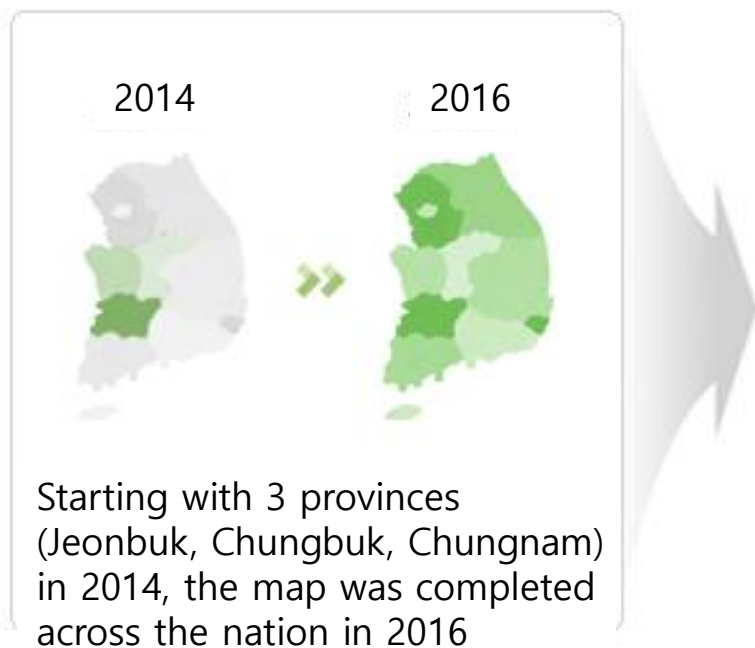 2014
2016
Starting with 3 provinces
(Jeonbuk, Chungbuk, Chungnam)
in 2014, the map was completed
across the nation in 2016